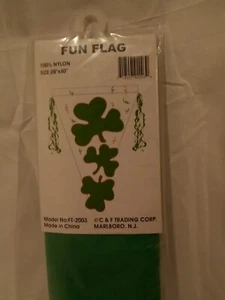 FUN FLAG
100% NYLON
SIZE 28"x40"
Model No:FT-2003
Made in China
© C & F TRADING CORP.
MARLBORO, N.J.